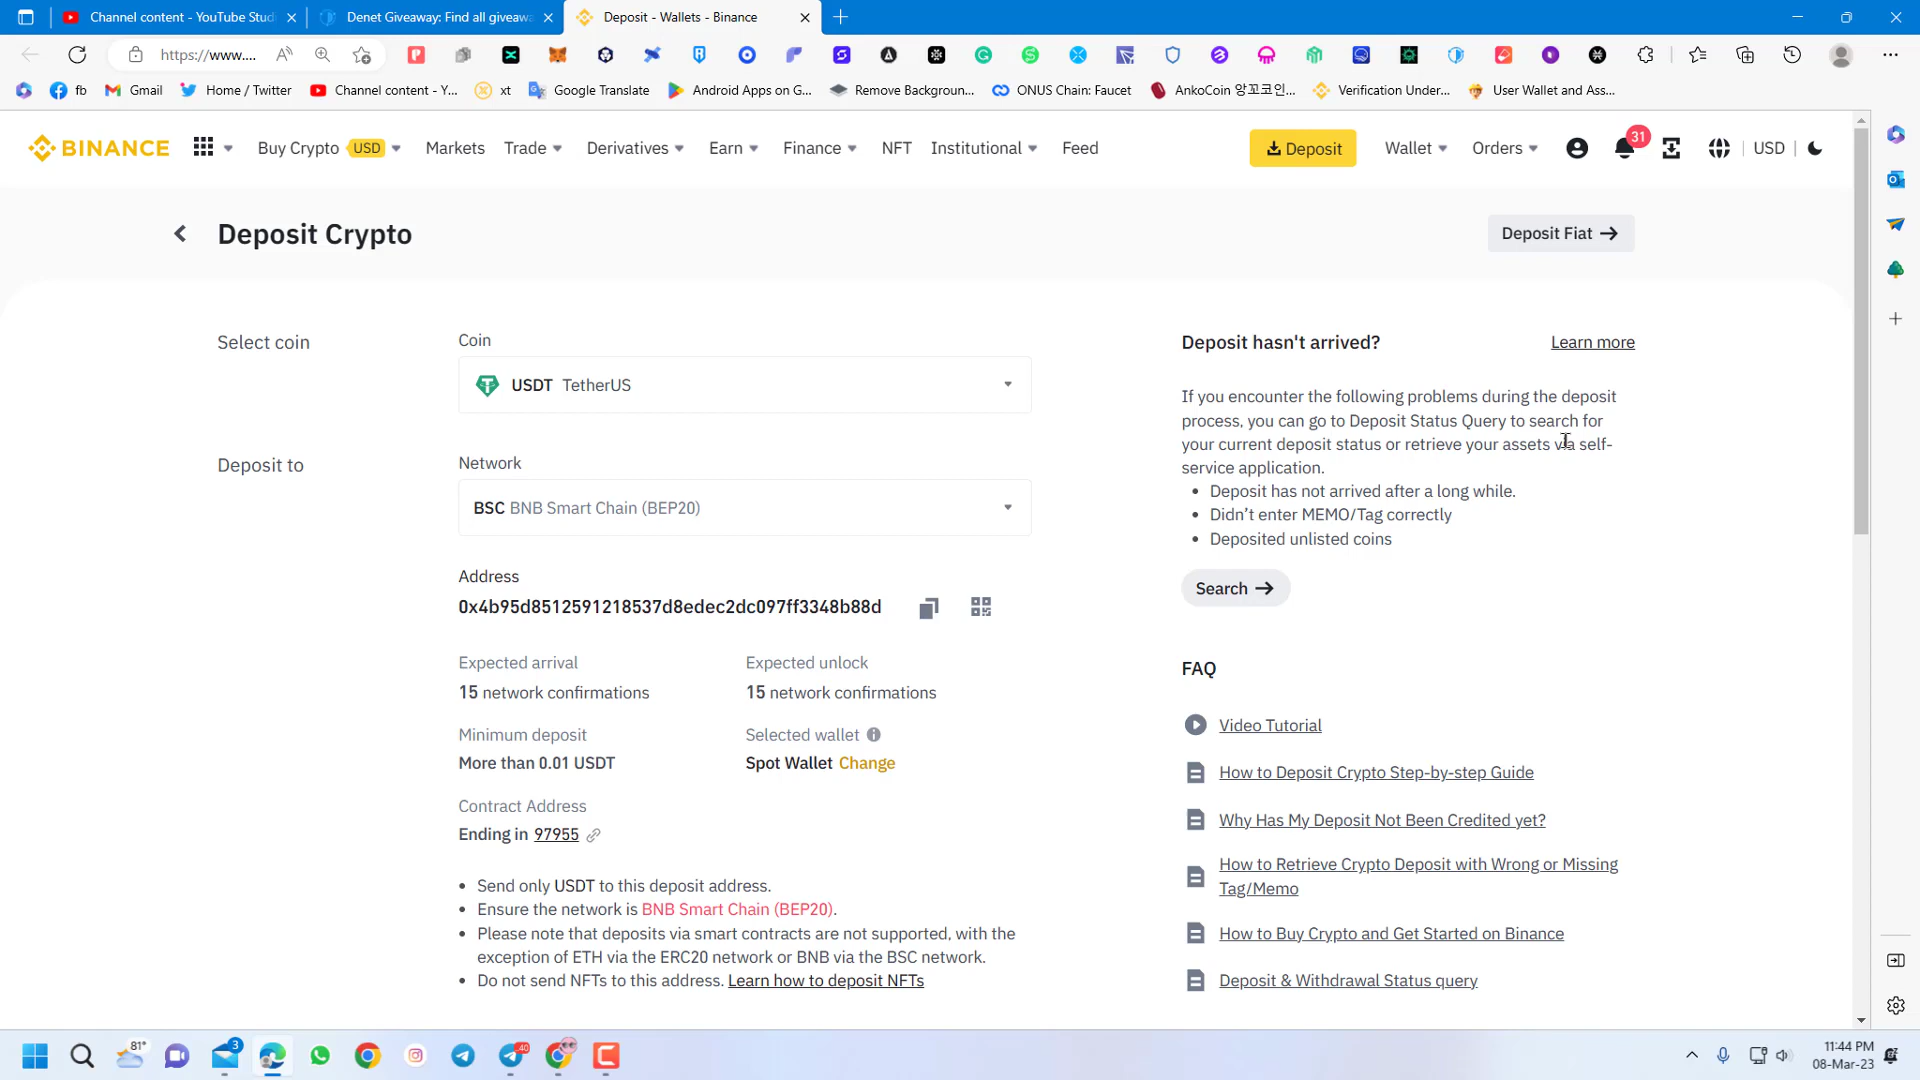 Channel content - YouTube Stud
Denet Giveaway: Find all giveaw
Deposit - Wallets - Binance
https://www....
fb
Gmail
Home / Twitter
Channel content - Y...
xt
Google Translate
Android Apps on G...
Remove Backgroun...
ONUS Chain: Faucet
AnkoCoin 앙꼬코인...
Verification Under...
User Wallet and Ass...
BINANCE
Buy Crypto USD
Markets
Trade
Derivatives
Earn
Finance
NFT
Institutional
Feed
Deposit
Wallet
Orders
31
USD
Deposit Crypto
Deposit Fiat
Select coin
Coin
USDT TetherUS
Deposit to
Network
BSC BNB Smart Chain (BEP20)
Address
0x4b95d8512591218537d8edec2dc097ff3348b88d
Expected arrival
15 network confirmations
Expected unlock
15 network confirmations
Minimum deposit
More than 0.01 USDT
Selected wallet
Spot Wallet Change
Contract Address
Ending in 97955
Send only USDT to this deposit address.
Ensure the network is BNB Smart Chain (BEP20).
Please note that deposits via smart contracts are not supported, with the
exception of ETH via the ERC20 network or BNB via the BSC network.
Do not send NFTs to this address. Learn how to deposit NFTs
Deposit hasn't arrived?
Learn more
If you encounter the following problems during the deposit
process, you can go to Deposit Status Query to search for
your current deposit status or retrieve your assets via self-
service application.
Deposit has not arrived after a long while.
Didn't enter MEMO/Tag correctly
Deposited unlisted coins
Search
FAQ
Video Tutorial
How to Deposit Crypto Step-by-step Guide
Why Has My Deposit Not Been Credited yet?
How to Retrieve Crypto Deposit with Wrong or Missing
Tag/Memo
How to Buy Crypto and Get Started on Binance
Deposit & Withdrawal Status query
81°
3
40
11:44 PM
08-Mar-23